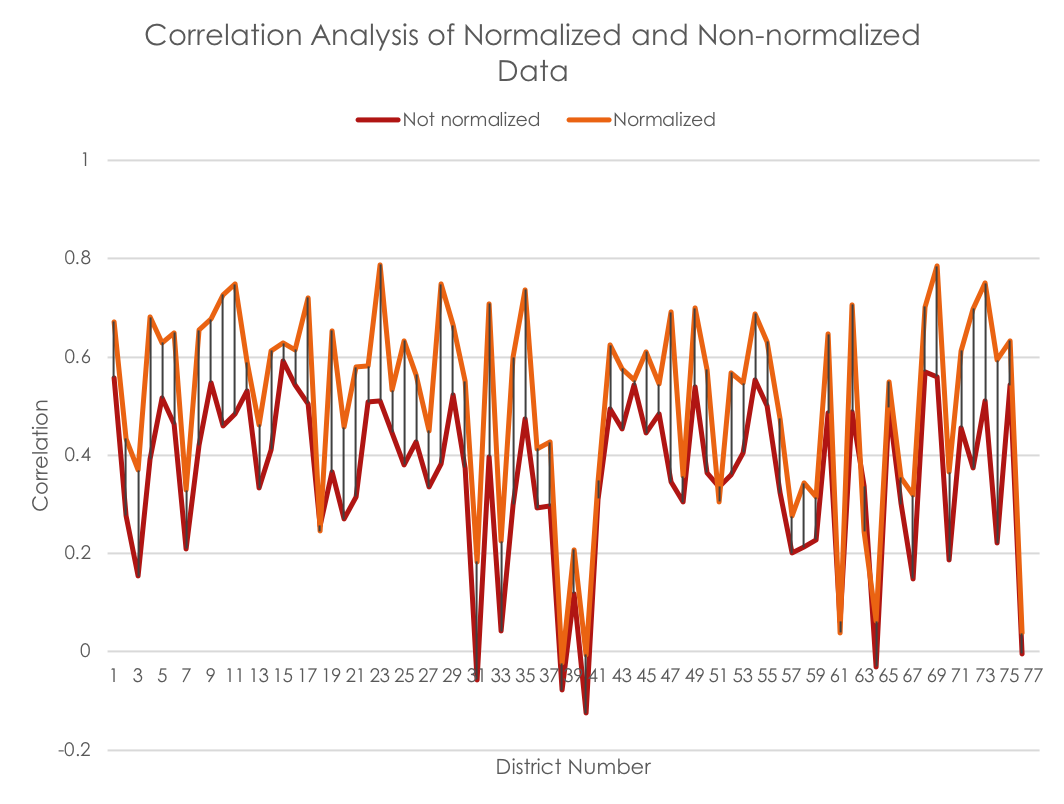 Correlation Analysis of Normalized and Non-normalized
Data
Not normalized Normalized
1
0.8
0.6
0.4
0.2
0
-0.2
Correlation
1 3 5 7 9 11 13 15 17 19 21 23 25 27 29 31 33 35 37 39 41 43 45 47 49 51 53 55 57 59 61 63 65 67 69 71 73 75 77
District Number